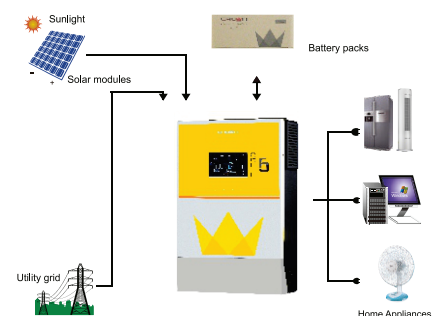 Sunlight
Battery packs
Solar modules
- +
Utility grid
Home Appliances